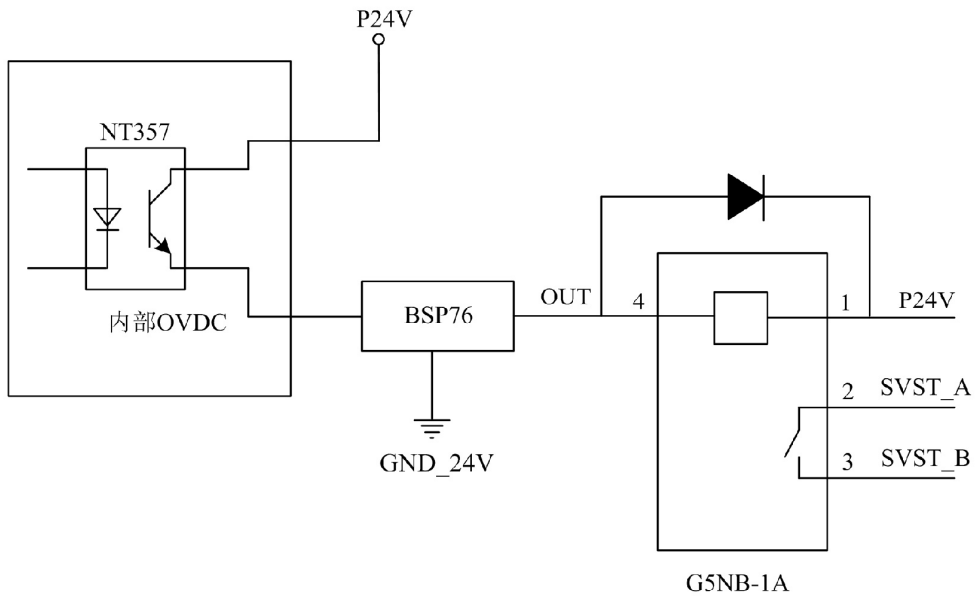 P24V
NT357
内部OVDC
BSP76
GND_24V
OUT
4
1
P24V
2
SVST_A
3
SVST_B
G5NB-1A